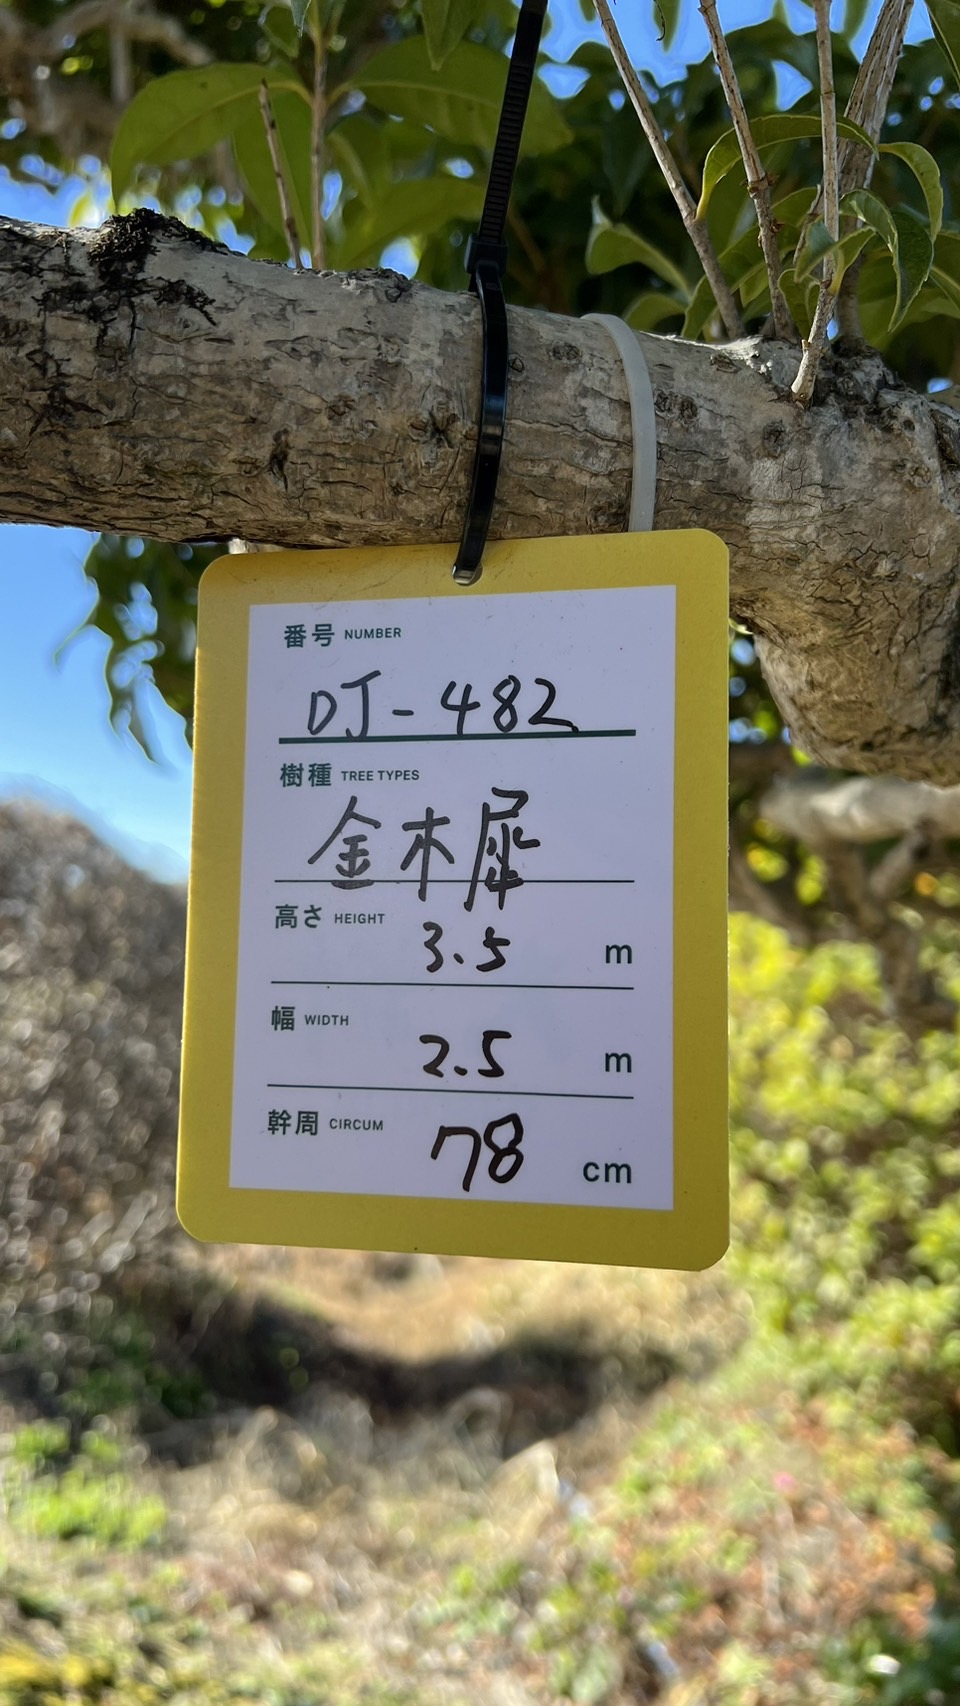 番号 NUMBER
DJ-482
樹種 TREE TYPES
金木犀
高さ HEIGHT
3.5 m
幅 WIDTH
2.5 m
幹周 CIRCUM
78 cm